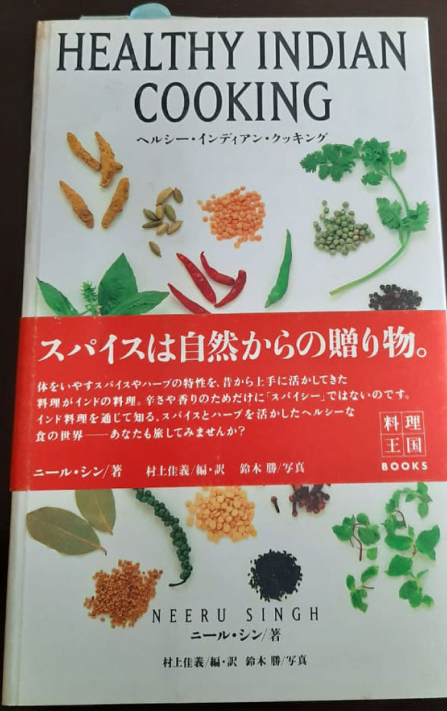 HEALTHY INDIAN
COOKING
ヘルシー・インディアン・クッキング
スパイスは自然からの贈り物。
体をいやすスパイスやハーブの特性を、昔から上手に活かしてきた
料理がインドの料理。辛さや香りのためだけに「スパイシー」ではないのです。
インド料理を通じて知る、スパイスとハーブを活かしたヘルシーな
食の世界——あなたも旅してみませんか?
料理
王国
BOOKS
ニール・シン/著 村上佳義/編・訳 鈴木 勝/写真
NEERU SINGH
ニール・シン/著
村上佳義/編・訳 鈴木 勝/写真